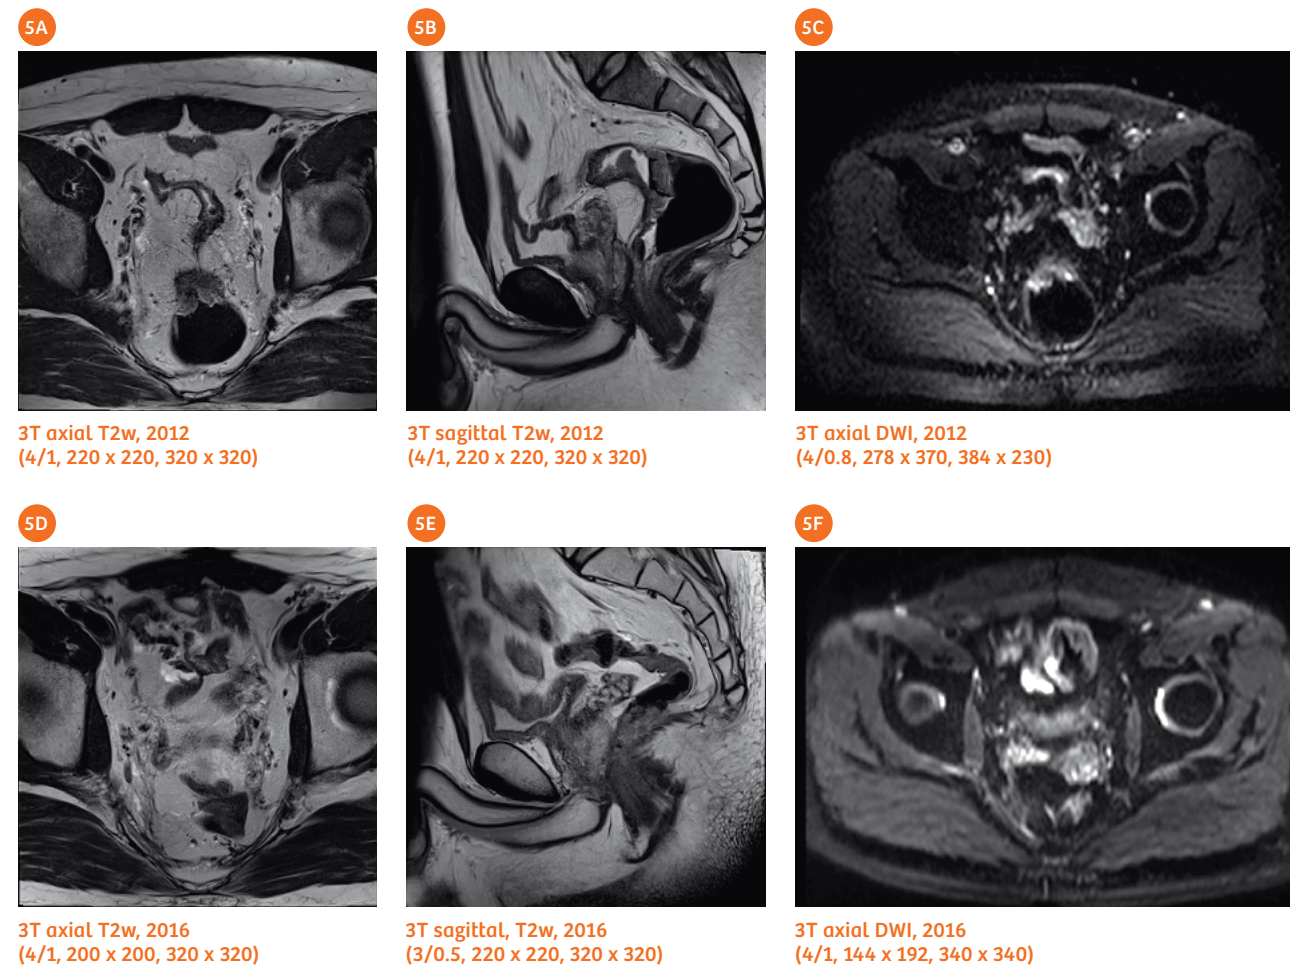 5A
5B
5C
3T axial T2w, 2012
(4/1, 220 x 220, 320 x 320)
3T sagittal T2w, 2012
(4/1, 220 x 220, 320 x 320)
3T axial DWI, 2012
(4/0.8, 278 x 370, 384 x 230)
5D
5E
5F
3T axial T2w, 2016
(4/1, 200 x 200, 320 x 320)
3T sagittal, T2w, 2016
(3/0.5, 220 x 220, 320 x 320)
3T axial DWI, 2016
(4/1, 144 x 192, 340 x 340)